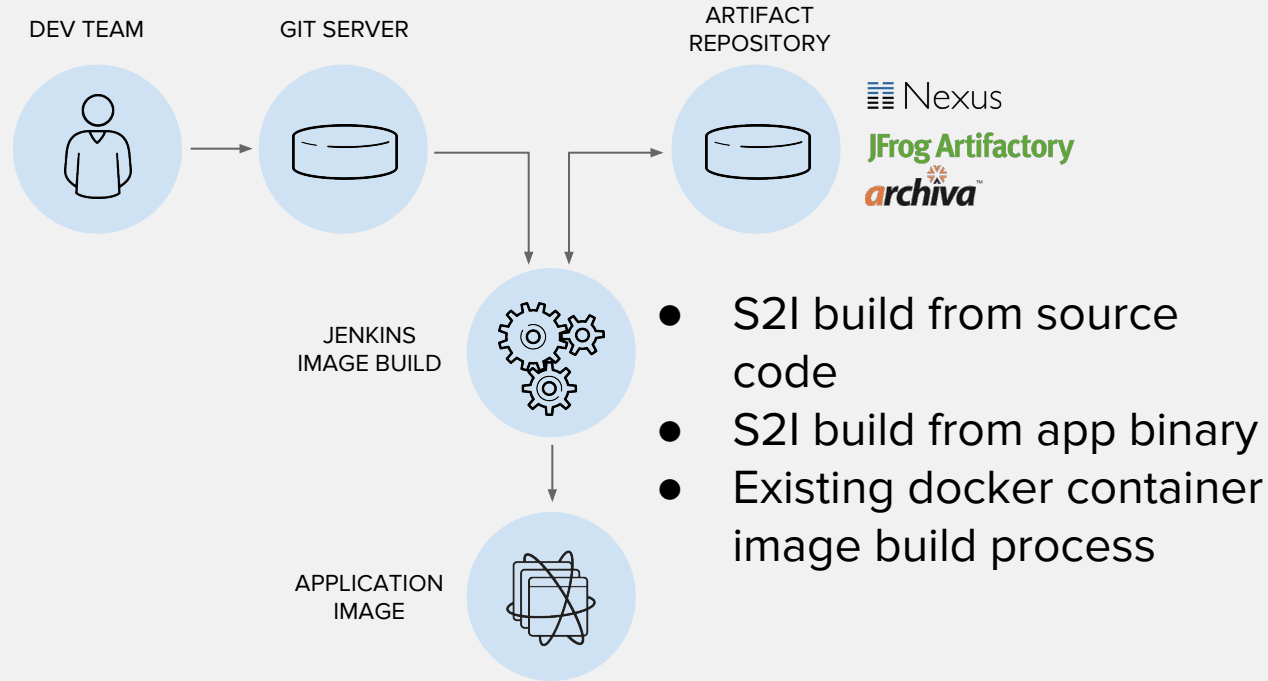 DEV TEAM
GIT SERVER
ARTIFACT
REPOSITORY
Nexus
JFrog Artifactory
archiva™
JENKINS
IMAGE BUILD
● S2I build from source
code
● S2I build from app binary
● Existing docker container
image build process
APPLICATION
IMAGE